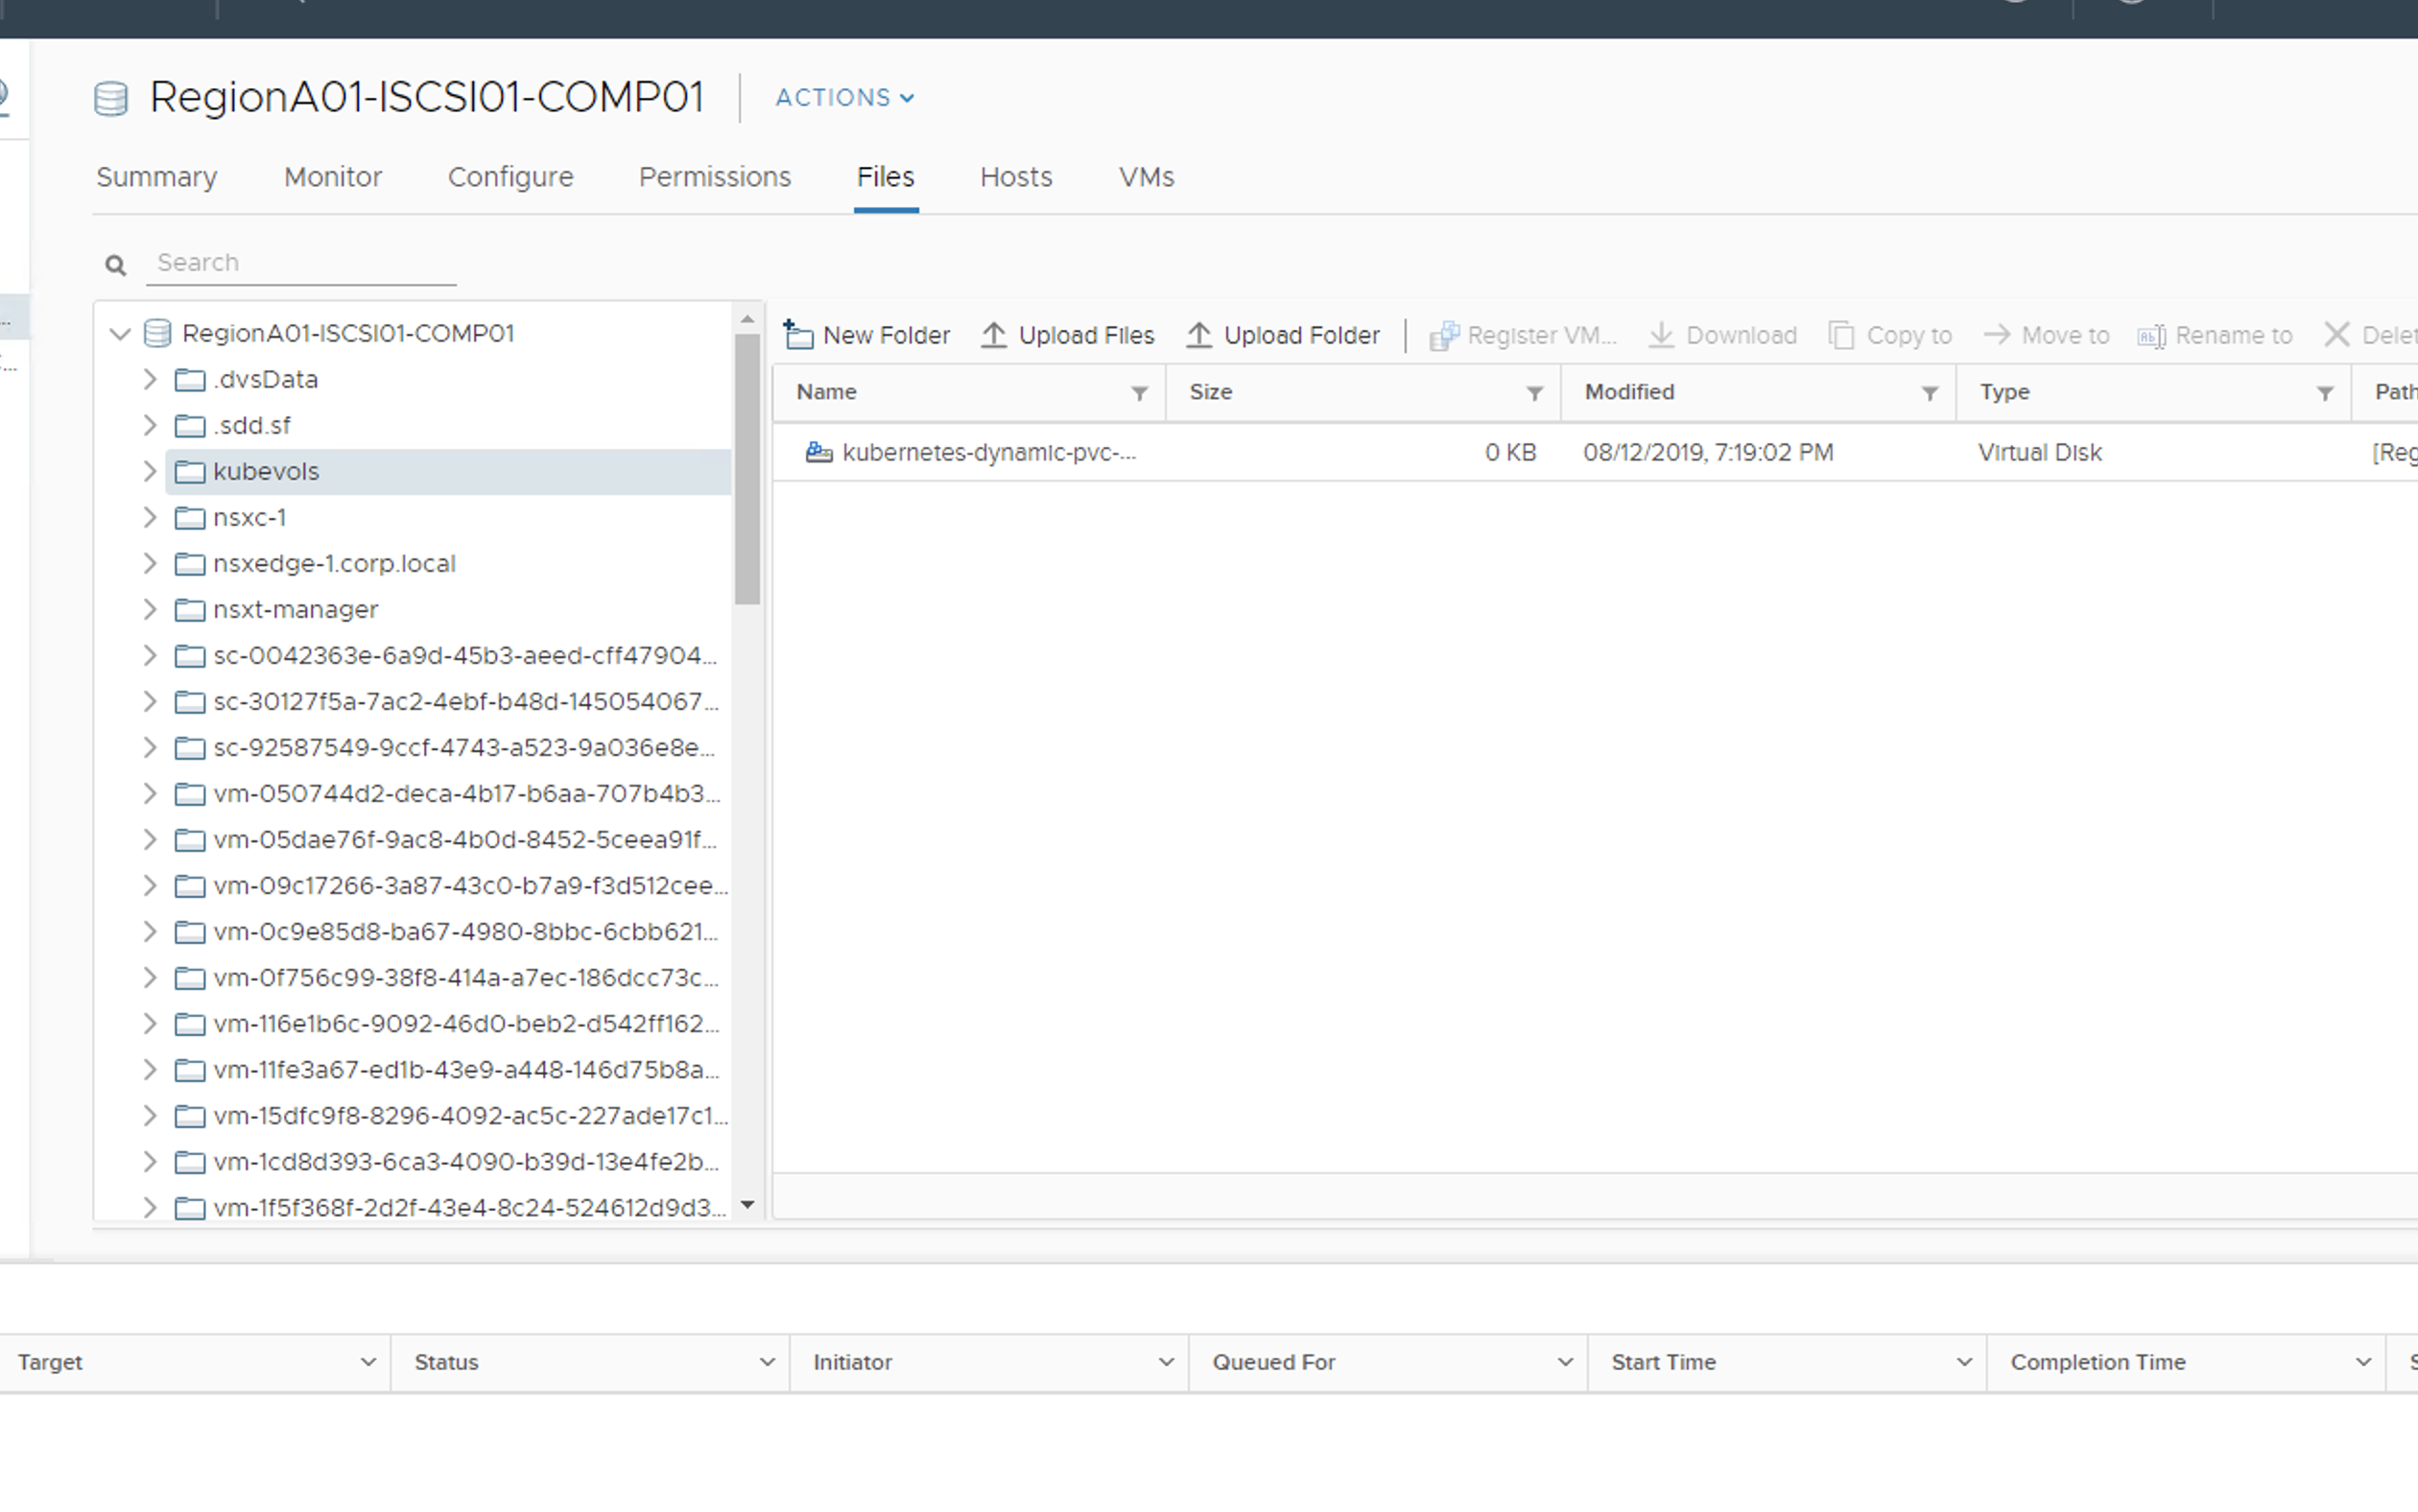 RegionA01-ISCSI01-COMP01 ACTIONS
Summary Monitor Configure Permissions Files Hosts VMs
Search
RegionA01-ISCSI01-COMP01
.dvsData
.sdd.sf
kubevols
nsxc-1
nsxedge-1.corp.local
nsxt-manager
sc-0042363e-6a9d-45b3-aeed-cff47904...
sc-30127f5a-7ac2-4ebf-b48d-145054067...
sc-92587549-9ccf-4743-a523-9a036e8e...
vm-050744d2-deca-4b17-b6aa-707b4b3...
vm-05dae76f-9ac8-4b0d-8452-5ceea91f...
vm-09c17266-3a87-43c0-b7a9-f3d512cee...
vm-0c9e85d8-ba67-4980-8bbc-6cbb621...
vm-0f756c99-38f8-414a-a7ec-186dcc73c...
vm-116e1b6c-9092-46d0-beb2-d542ff162...
vm-11fe3a67-ed1b-43e9-a448-146d75b8a...
vm-15dfc9f8-8296-4092-ac5c-227ade17c1...
vm-1cd8d393-6ca3-4090-b39d-13e4fe2b...
vm-1f5f368f-2d2f-43e4-8c24-524612d9d3...
New Folder Upload Files Upload Folder Register VM... Download Copy to Move to Rename to Delet
Name Size Modified Type Path
kubernetes-dynamic-pvc-... 0 KB 08/12/2019, 7:19:02 PM Virtual Disk [Reg
Target Status Initiator Queued For Start Time Completion Time